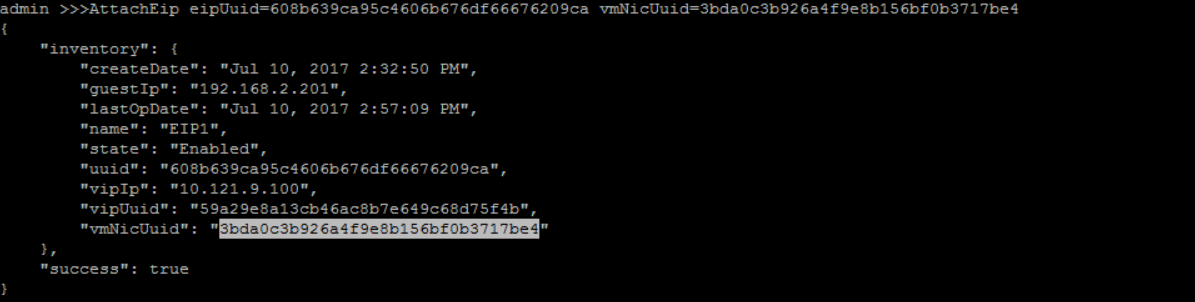 admin >>>AttachEip eipUuid=608b639ca95c4606b676df66676209ca vmNicUuid=3bda0c3b926a4f9e8b156bf0b3717be4
{
    "inventory": {
        "createDate": "Jul 10, 2017 2:32:50 PM",
        "guestIp": "192.168.2.201",
        "lastOpDate": "Jul 10, 2017 2:57:09 PM",
        "name": "EIP1",
        "state": "Enabled",
        "uuid": "608b639ca95c4606b676df66676209ca",
        "vipIp": "10.121.9.100",
        "vipUuid": "59a29e8a13cb46ac8b7e649c68d75f4b",
        "vmNicUuid": "3bda0c3b926a4f9e8b156bf0b3717be4"
    },
    "success": true
}